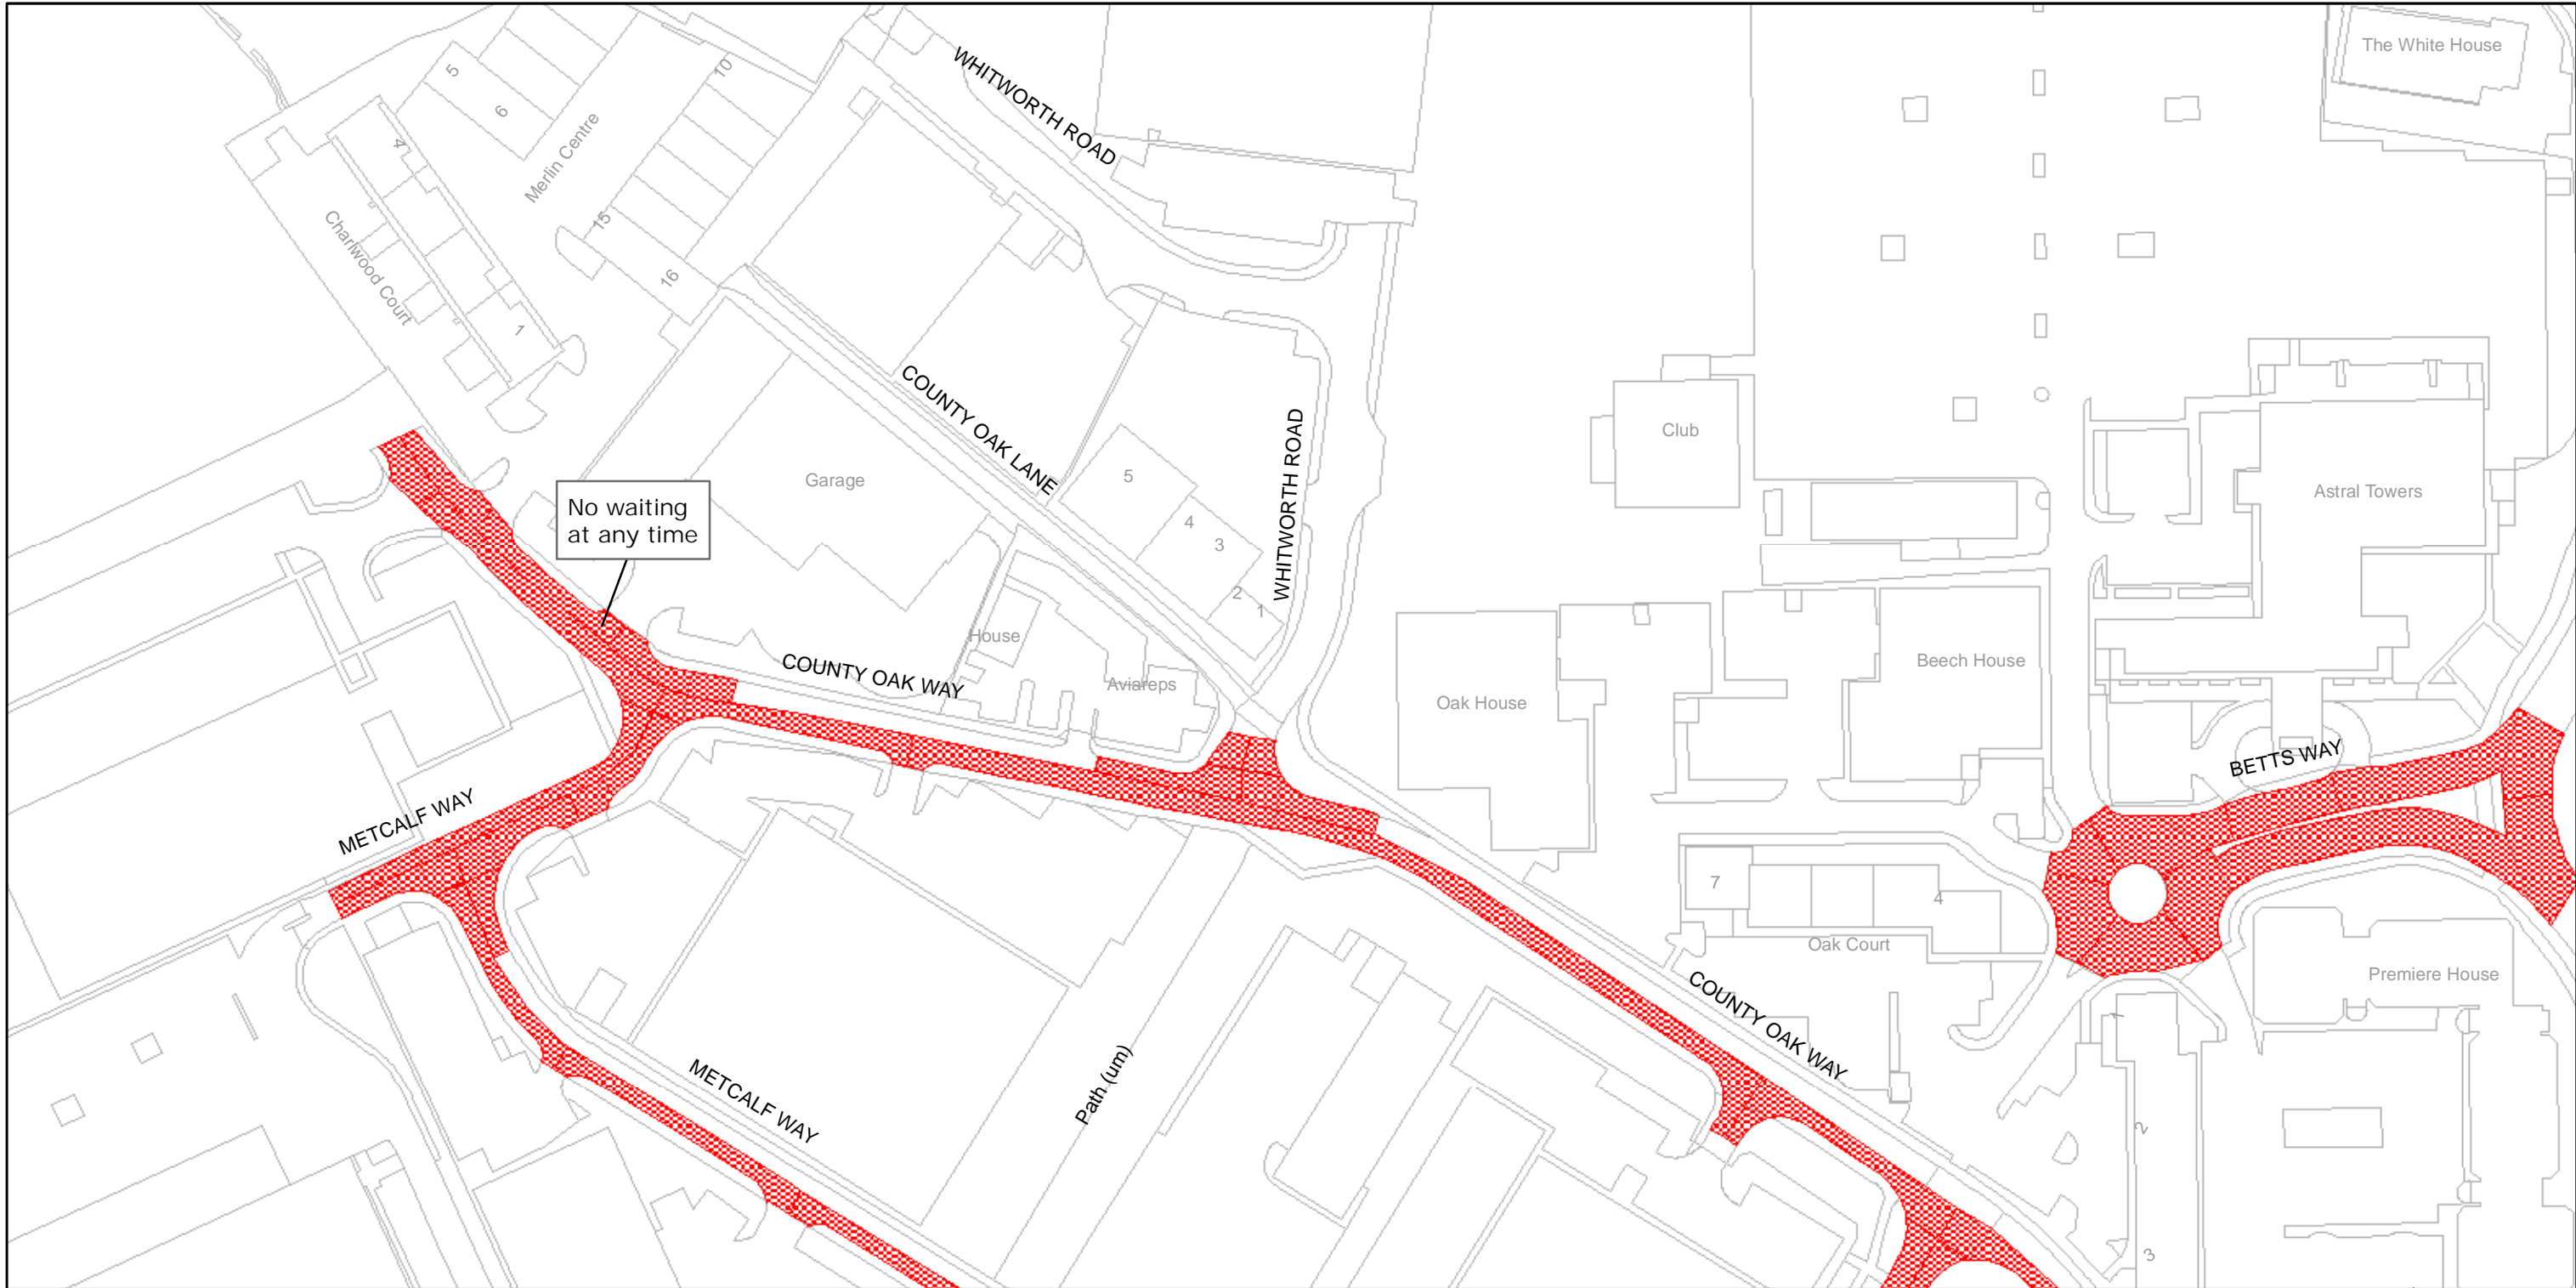 The White House
WHITWORTH ROAD
5
6
10
4
Merlin Centre
15
16
Charlwood Court
1
COUNTY OAK LANE
WHITWORTH ROAD
Club
Garage
5
4
3
2
1
Astral Towers
No waiting
at any time
House
COUNTY OAK WAY
Aviareps
Oak House
Beech House
BETTS WAY
METCALF WAY
7
4
Oak Court
Premiere House
COUNTY OAK WAY
1
METCALF WAY
Path (um)
2
3